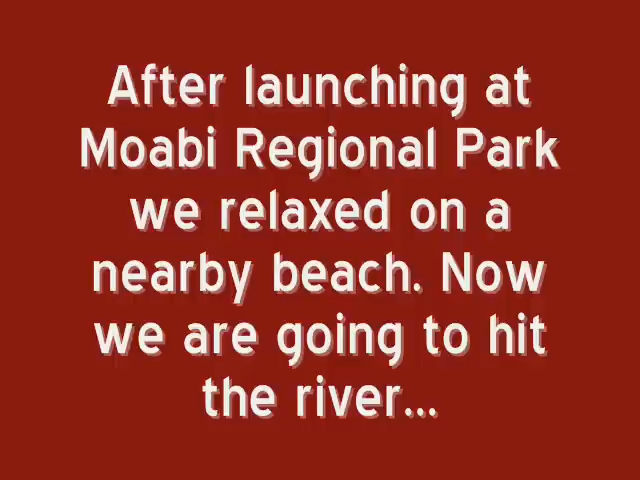 After launching at
Moabi Regional Park
we relaxed on a
nearby beach. Now
we are going to hit
the river...